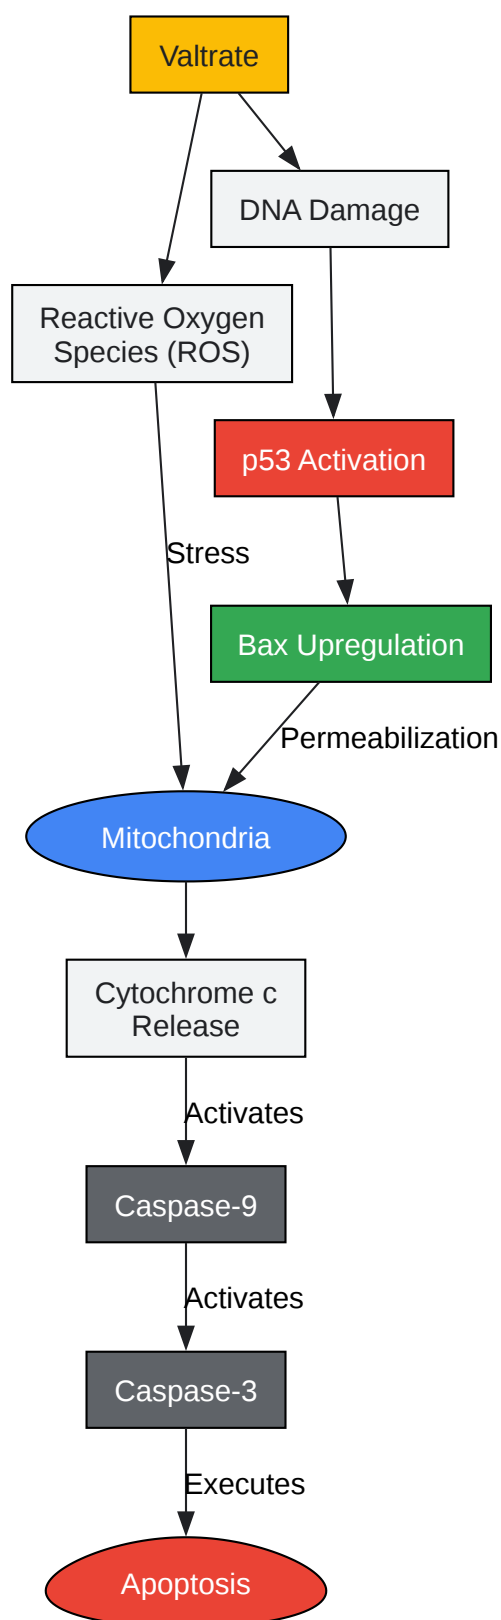 Valtrate
DNA Damage
Reactive Oxygen
Species (ROS)
p53 Activation
Stress
Bax Upregulation
Permeabilization
Mitochondria
Cytochrome c
Release
Activates
Caspase-9
Activates
Caspase-3
Executes
Apoptosis